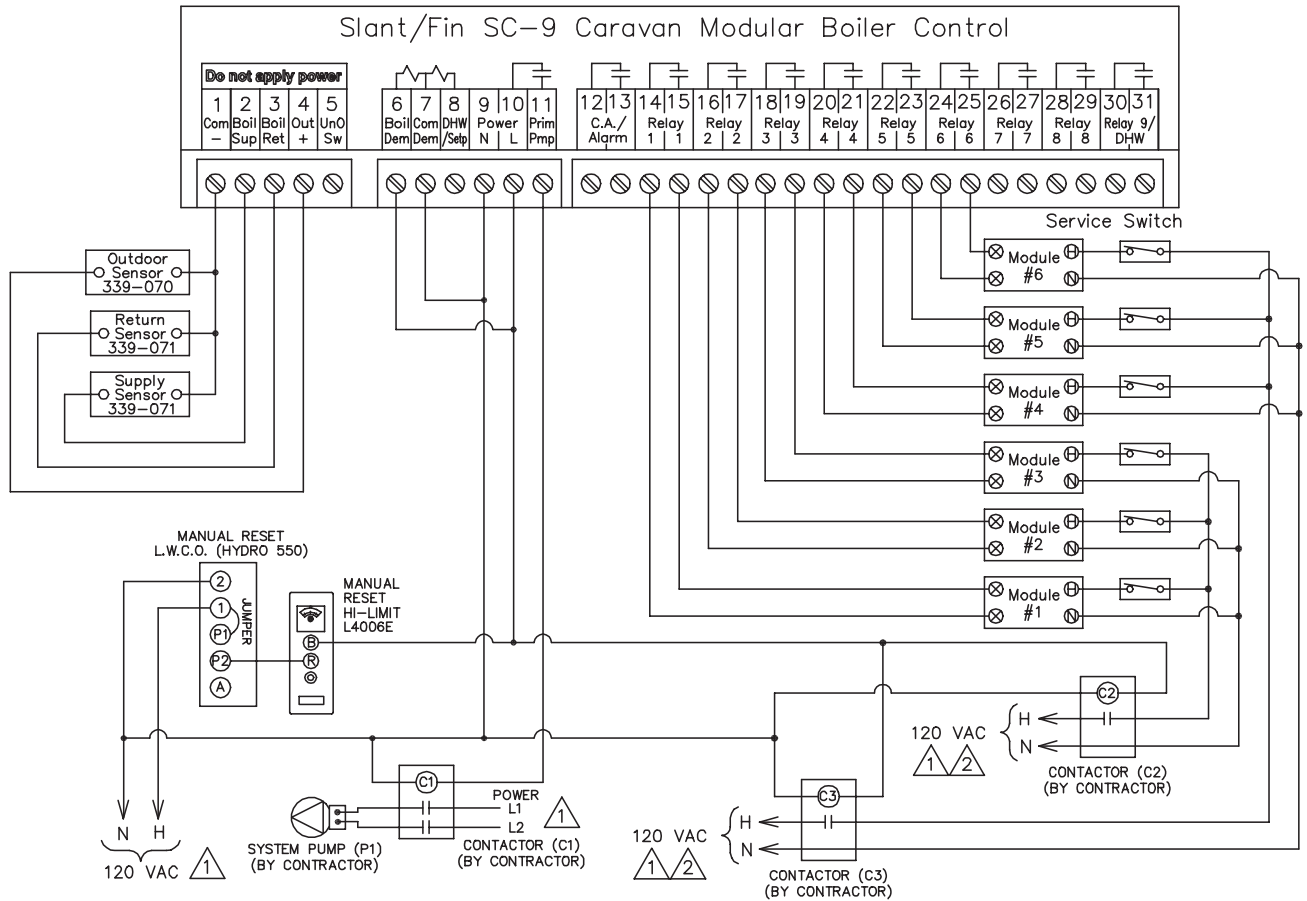 Slant/Fin SC-9 Caravan Modular Boiler Control
Do not apply power
1 2 3 4 5
Com Boil Boil Out UnO
- Sup Ret + Sw
6 7 8 9 10 11
Boil Com DHW Power Prim
Dem Dem /Setp N L Pmp
12 13 14 15 16 17 18 19 20 21 22 23 24 25 26 27 28 29 30 31
C.A./ Relay Relay Relay Relay Relay Relay Relay Relay Relay 9/
Alarm 1 1 2 2 3 3 4 4 5 5 6 6 7 7 8 8 DHW
Service Switch
Outdoor
Sensor
339-070
Return
Sensor
339-071
Supply
Sensor
339-071
Module H
#6 N
Module H
#5 N
Module H
#4 N
Module H
#3 N
Module H
#2 N
Module H
#1 N
MANUAL RESET
L.W.C.O. (HYDRO 550)
2
1
P1
P2
A
JUMPER
MANUAL
RESET
HI-LIMIT
L4006E
B
R
N H
120 VAC 1
C1
POWER
L1
L2
1
SYSTEM PUMP (P1)
(BY CONTRACTOR)
CONTACTOR (C1)
(BY CONTRACTOR)
C2
H
N
120 VAC
1 2
CONTACTOR (C2)
(BY CONTRACTOR)
C3
H
N
120 VAC
1 2
CONTACTOR (C3)
(BY CONTRACTOR)